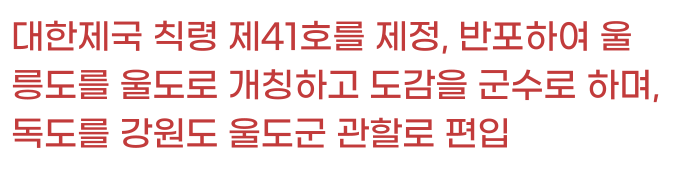 대한제국 칙령 제41호를 제정, 반포하여 울
릉도를 울도로 개칭하고 도감을 군수로 하며,
독도를 강원도 울도군 관할로 편입